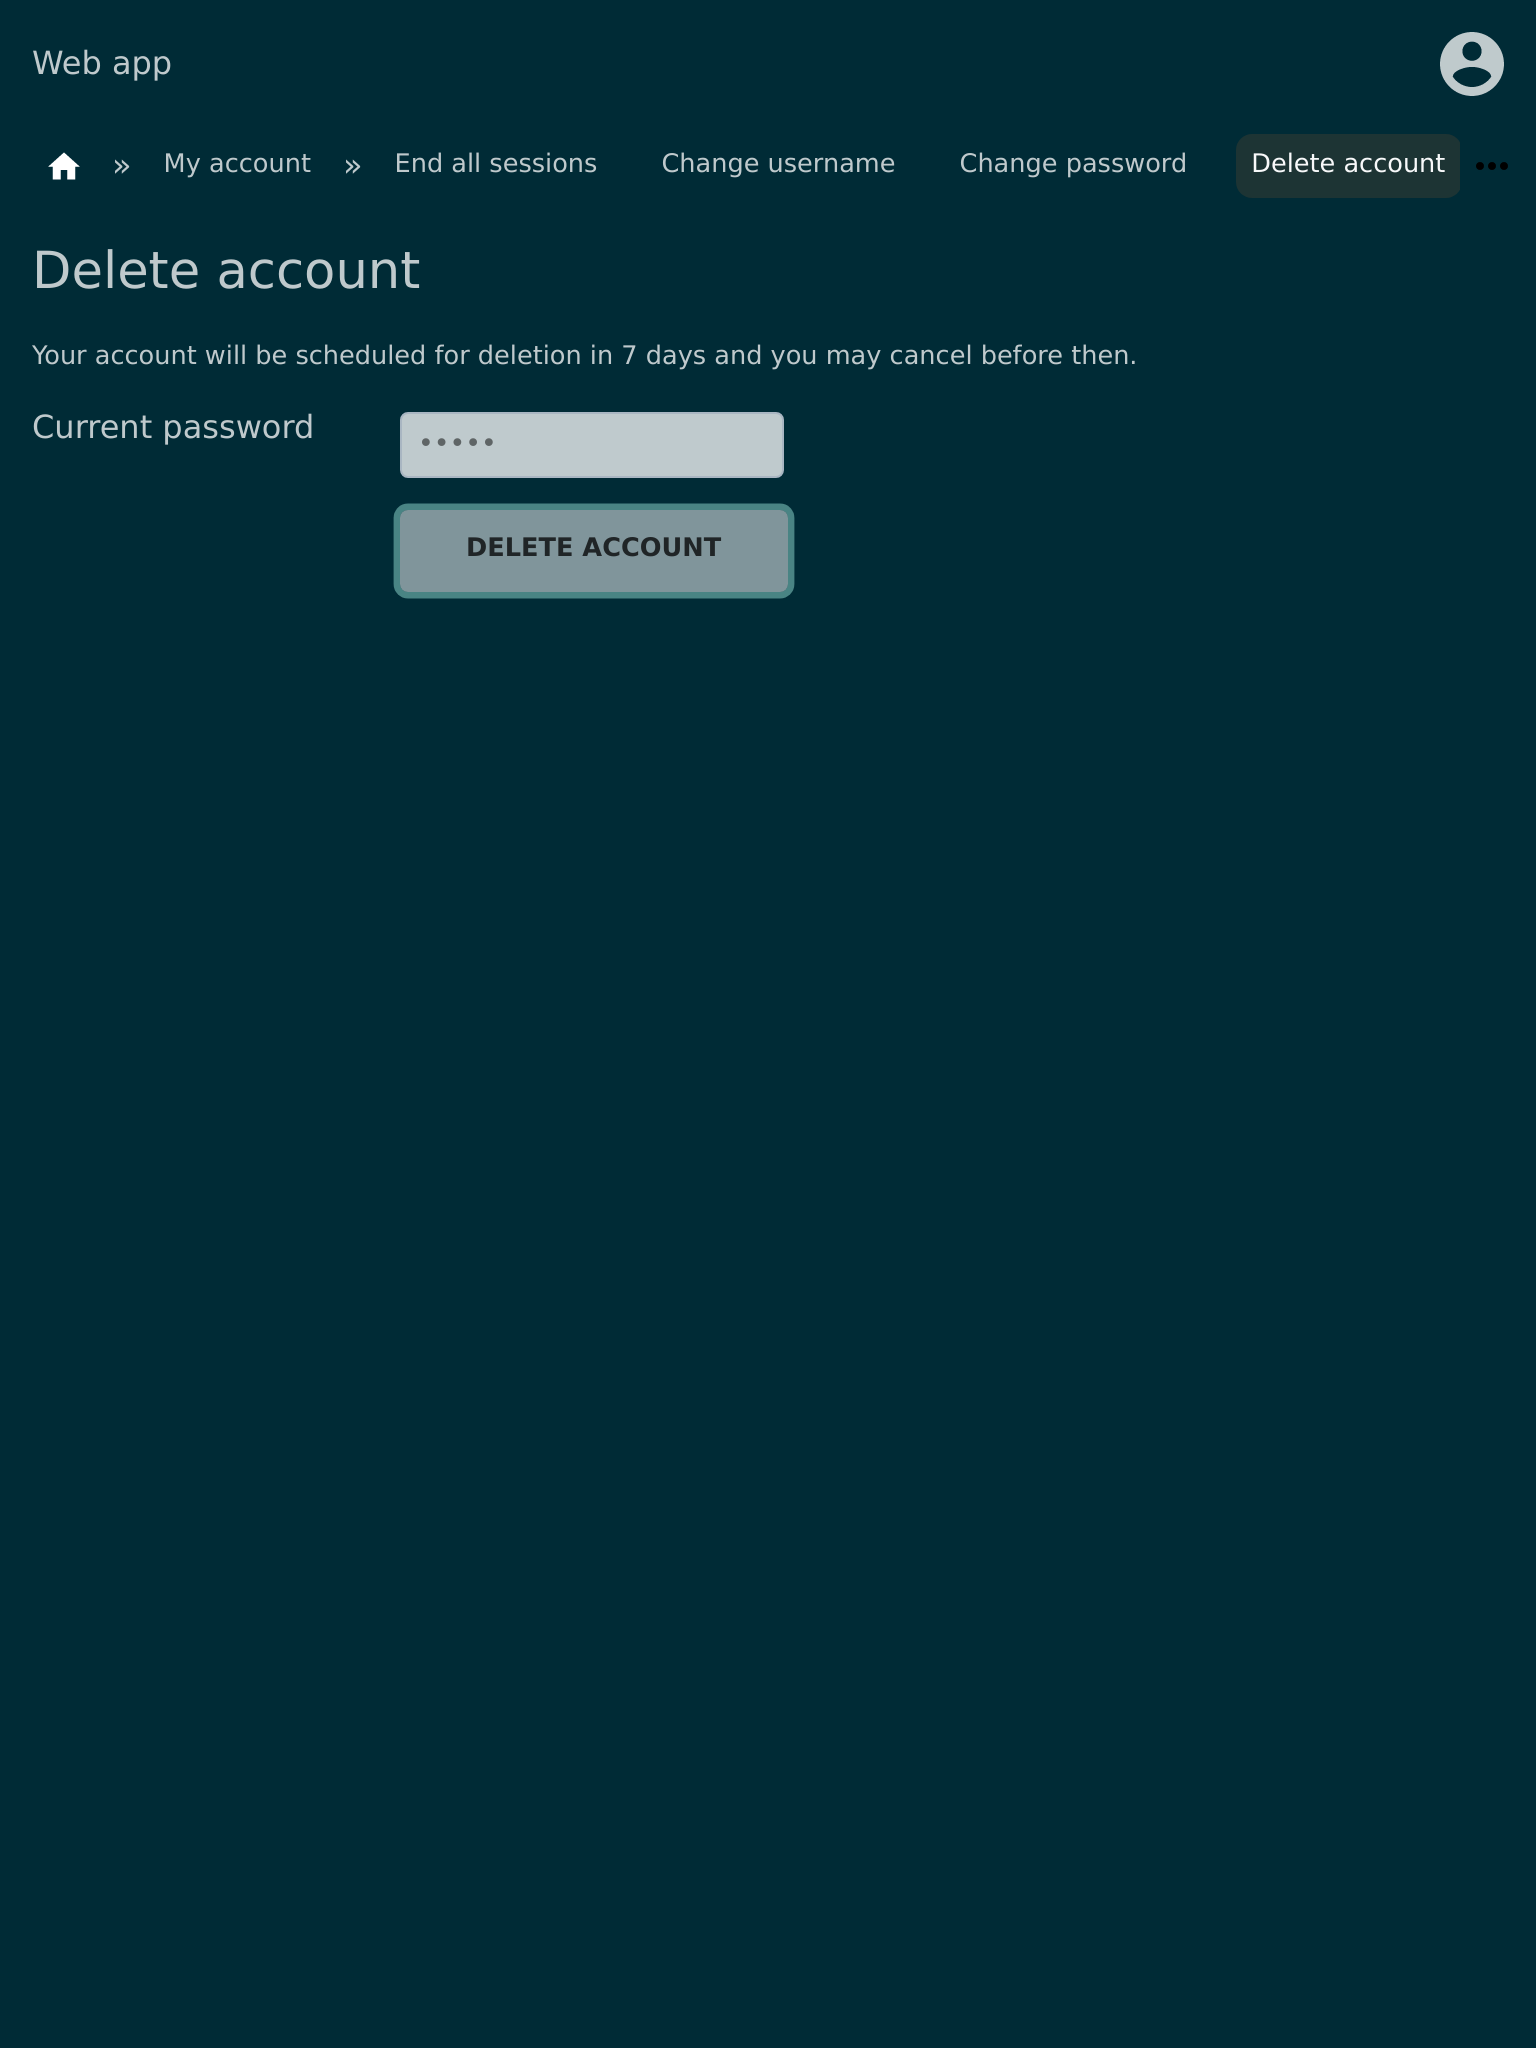 Web app
» My account » End all sessions Change username Change password Delete account •••
Delete account
Your account will be scheduled for deletion in 7 days and you may cancel before then.
Current password •••••
DELETE ACCOUNT